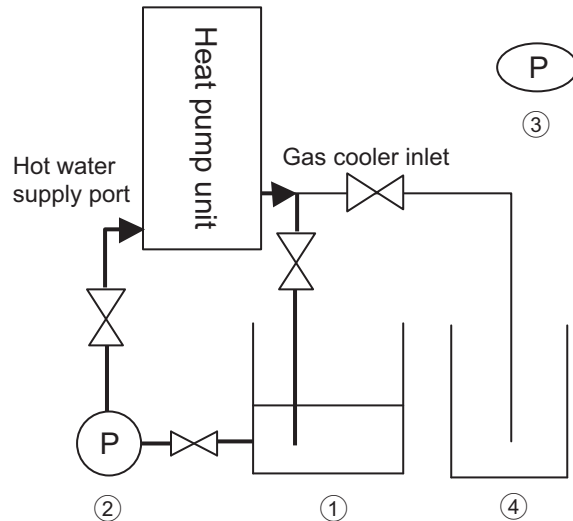 Heat pump unit
P
③
Hot water
supply port
Gas cooler inlet
P
②
①
④